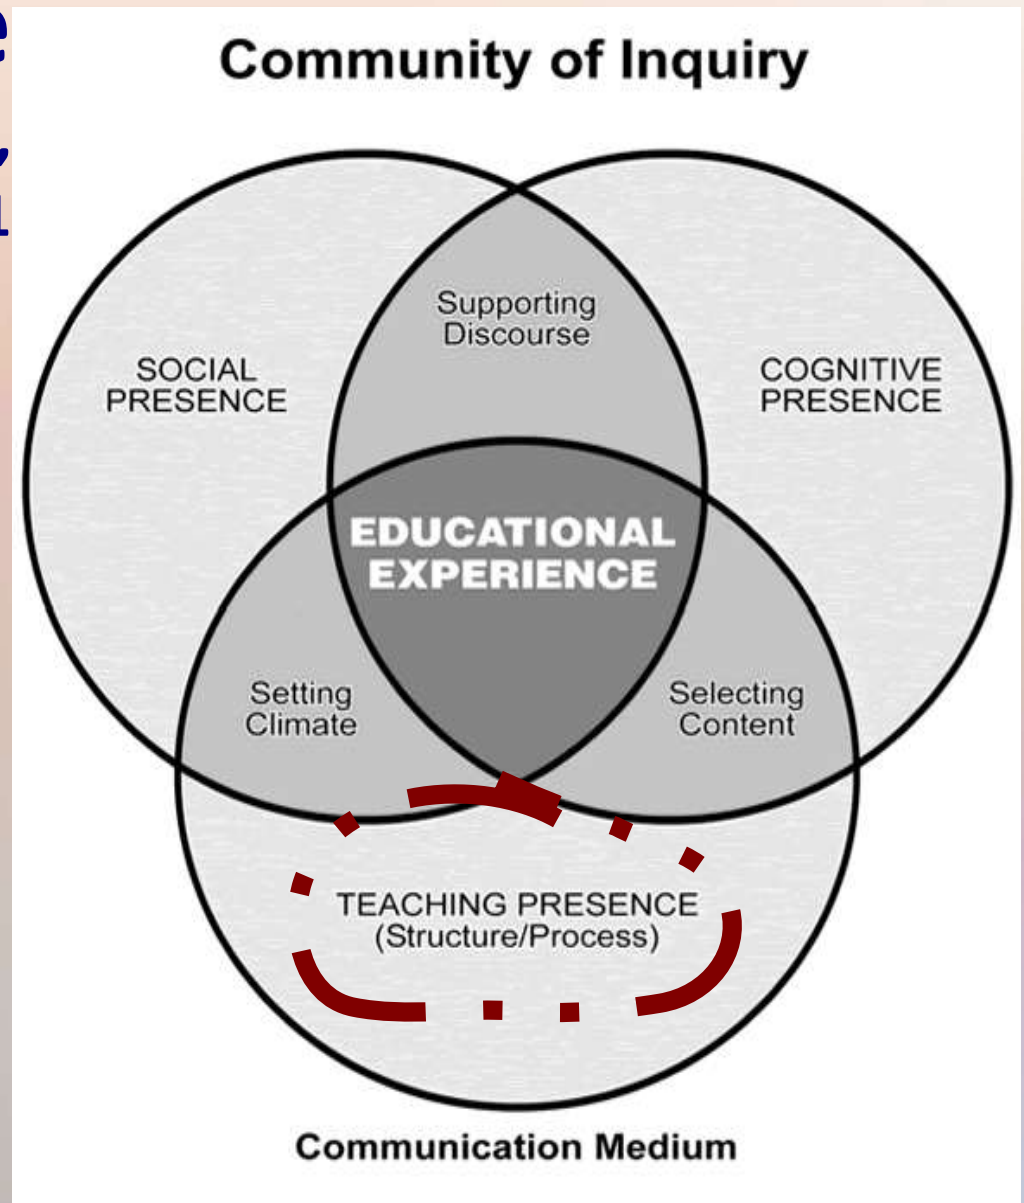 Community of Inquiry
Supporting
Discourse
SOCIAL
PRESENCE
COGNITIVE
PRESENCE
EDUCATIONAL
EXPERIENCE
Setting
Climate
Selecting
Content
TEACHING PRESENCE
(Structure/Process)
Communication Medium